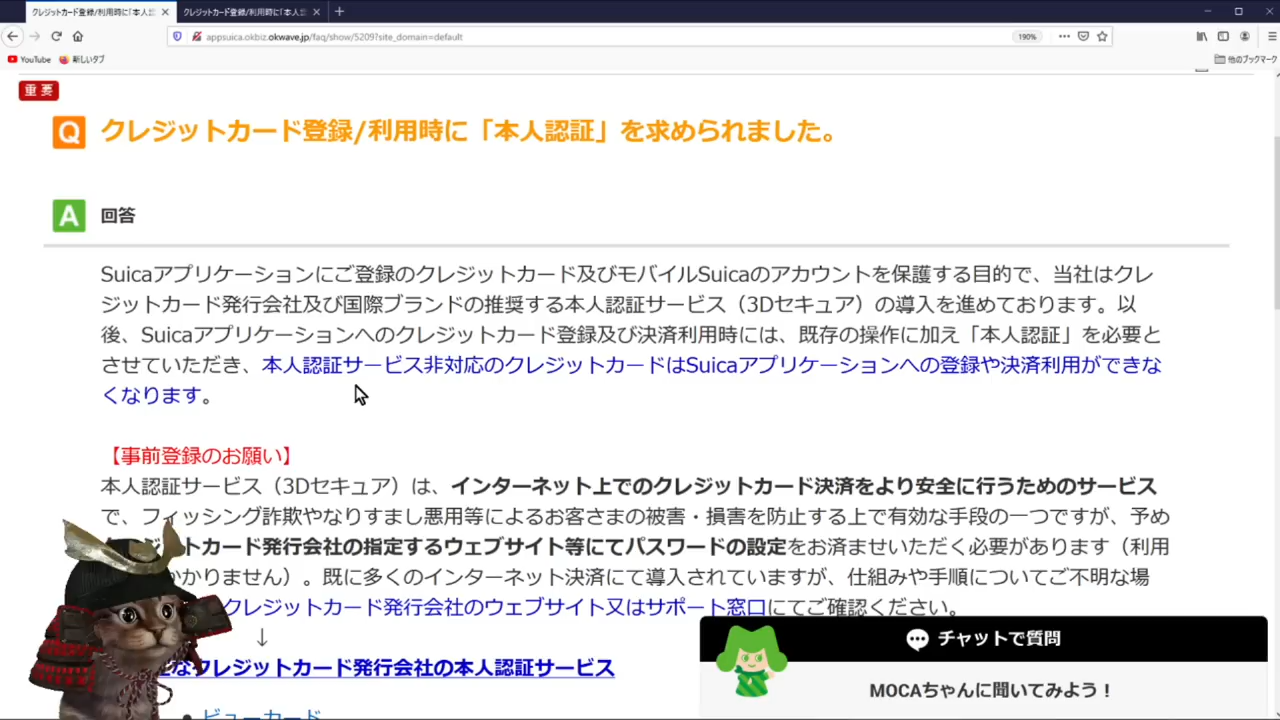 クレジットカード登録/利用時に「本人認
クレジットカード登録/利用時に「本人
appsuica.okbiz.okwave.jp/faq/show/5209?site_domain=default
190%
YouTube
新しいタブ
他のブックマーク
重要
Q クレジットカード登録/利用時に「本人認証」を求められました。
A 回答
Suicaアプリケーションにご登録のクレジットカード及びモバイルSuicaのアカウントを保護する目的で、当社はクレ
ジットカード発行会社及び国際ブランドの推奨する本人認証サービス（3Dセキュア）の導入を進めております。以
後、Suicaアプリケーションへのクレジットカード登録及び決済利用時には、既存の操作に加え「本人認証」を必要と
させていただき、本人認証サービス非対応のクレジットカードはSuicaアプリケーションへの登録や決済利用ができな
くなります。
【事前登録のお願い】
本人認証サービス（3Dセキュア）は、インターネット上でのクレジットカード決済をより安全に行うためのサービス
で、フィッシング詐欺やなりすまし悪用等によるお客さまの被害・損害を防止する上で有効な手段の一つですが、予め
トカード発行会社の指定するウェブサイト等にてパスワードの設定をお済ませいただく必要があります（利用
かかりません）。既に多くのインターネット決済にて導入されていますが、仕組みや手順についてご不明な場
クレジットカード発行会社のウェブサイト又はサポート窓口にてご確認ください。
↓
なクレジットカード発行会社の本人認証サービス
ビューカード
チャットで質問
MOCAちゃんに聞いてみよう！